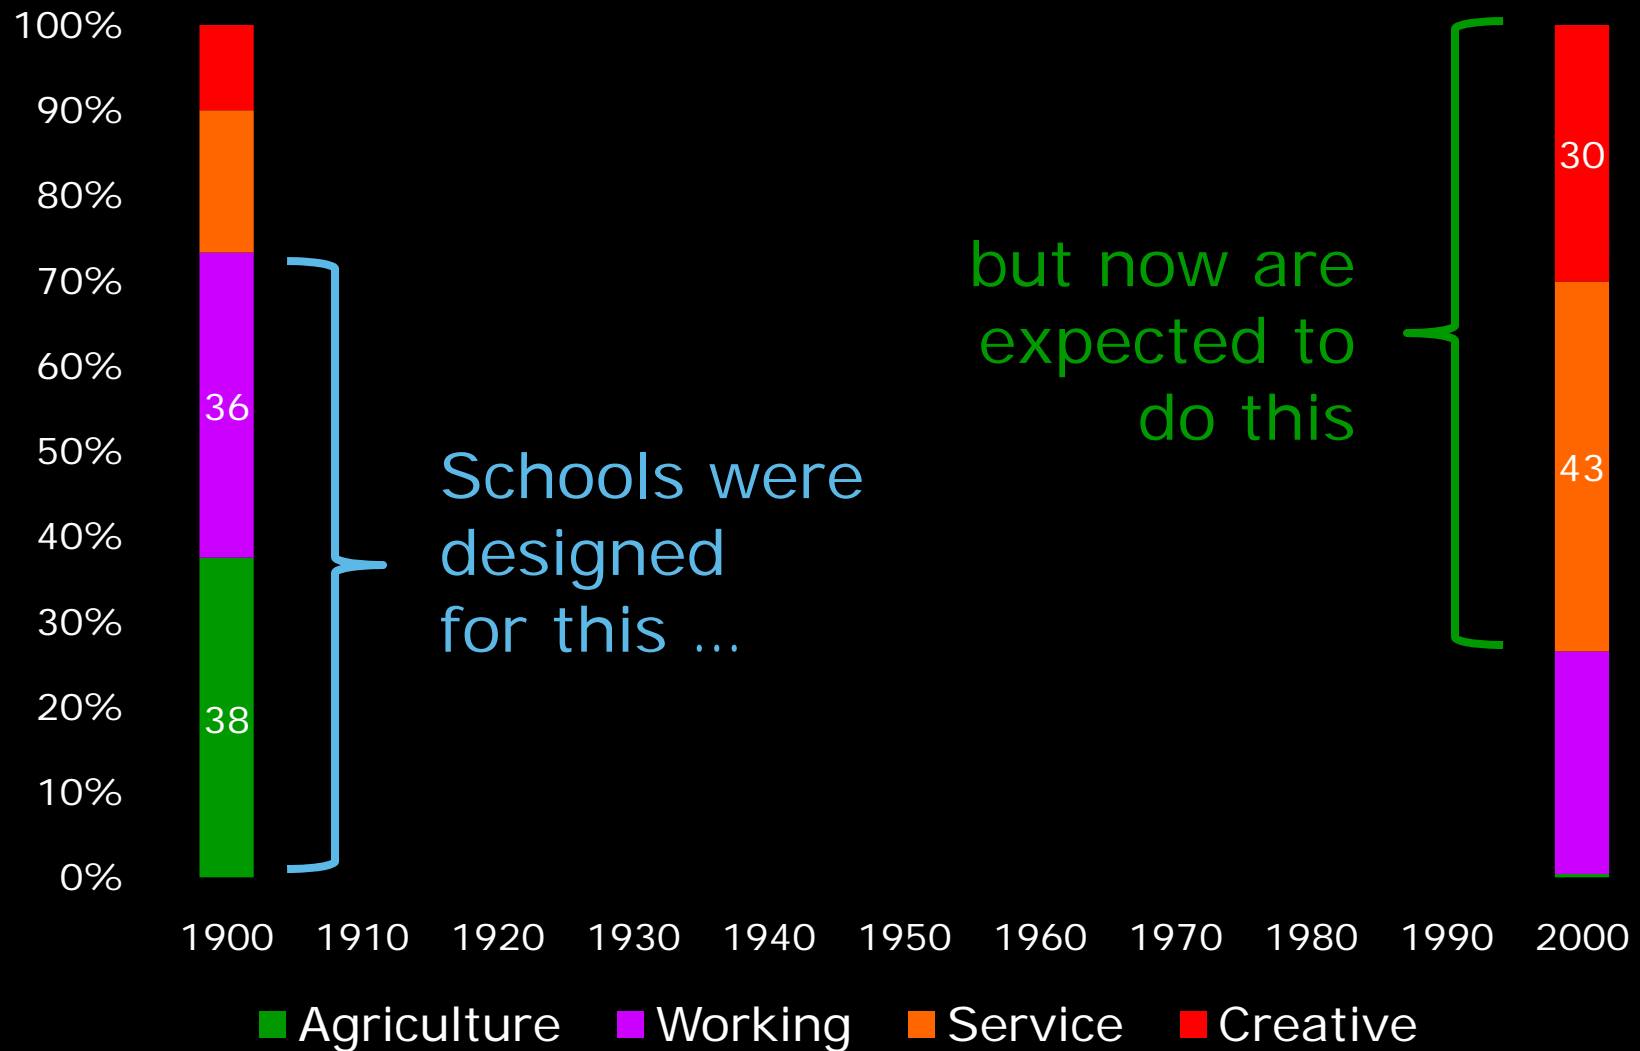 100%
90%
80%
70%
60%
50%
40%
30%
20%
10%
0%
36
38
Schools were
designed
for this ...
but now are
expected to
do this
30
43
1900 1910 1920 1930 1940 1950 1960 1970 1980 1990 2000
Agriculture Working Service Creative